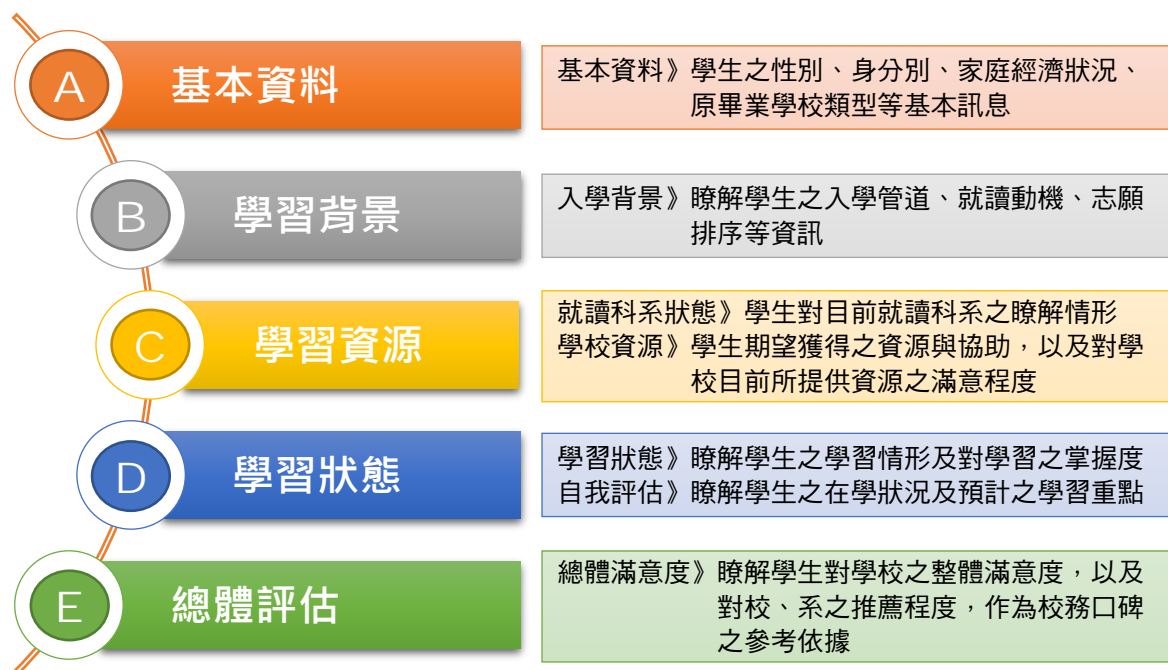 A
基本資料
基本資料》學生之性別、身分別、家庭經濟狀況、
原畢業學校類型等基本訊息
B
學習背景
入學背景》瞭解學生之入學管道、就讀動機、志願
排序等資訊
C
學習資源
就讀科系狀態》學生對目前就讀科系之瞭解情形
學校資源》學生期望獲得之資源與協助，以及對學
校目前所提供資源之滿意程度
D
學習狀態
學習狀態》瞭解學生之學習情形及對學習之掌握度
自我評估》瞭解學生之在學狀況及預計之學習重點
E
總體評估
總體滿意度》瞭解學生對學校之整體滿意度，以及
對校、系之推薦程度，作為校務口碑
之參考依據